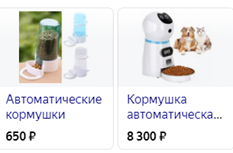 Автоматические
кормушки
650 ₽
Кормушка
автоматическа...
8 300 ₽